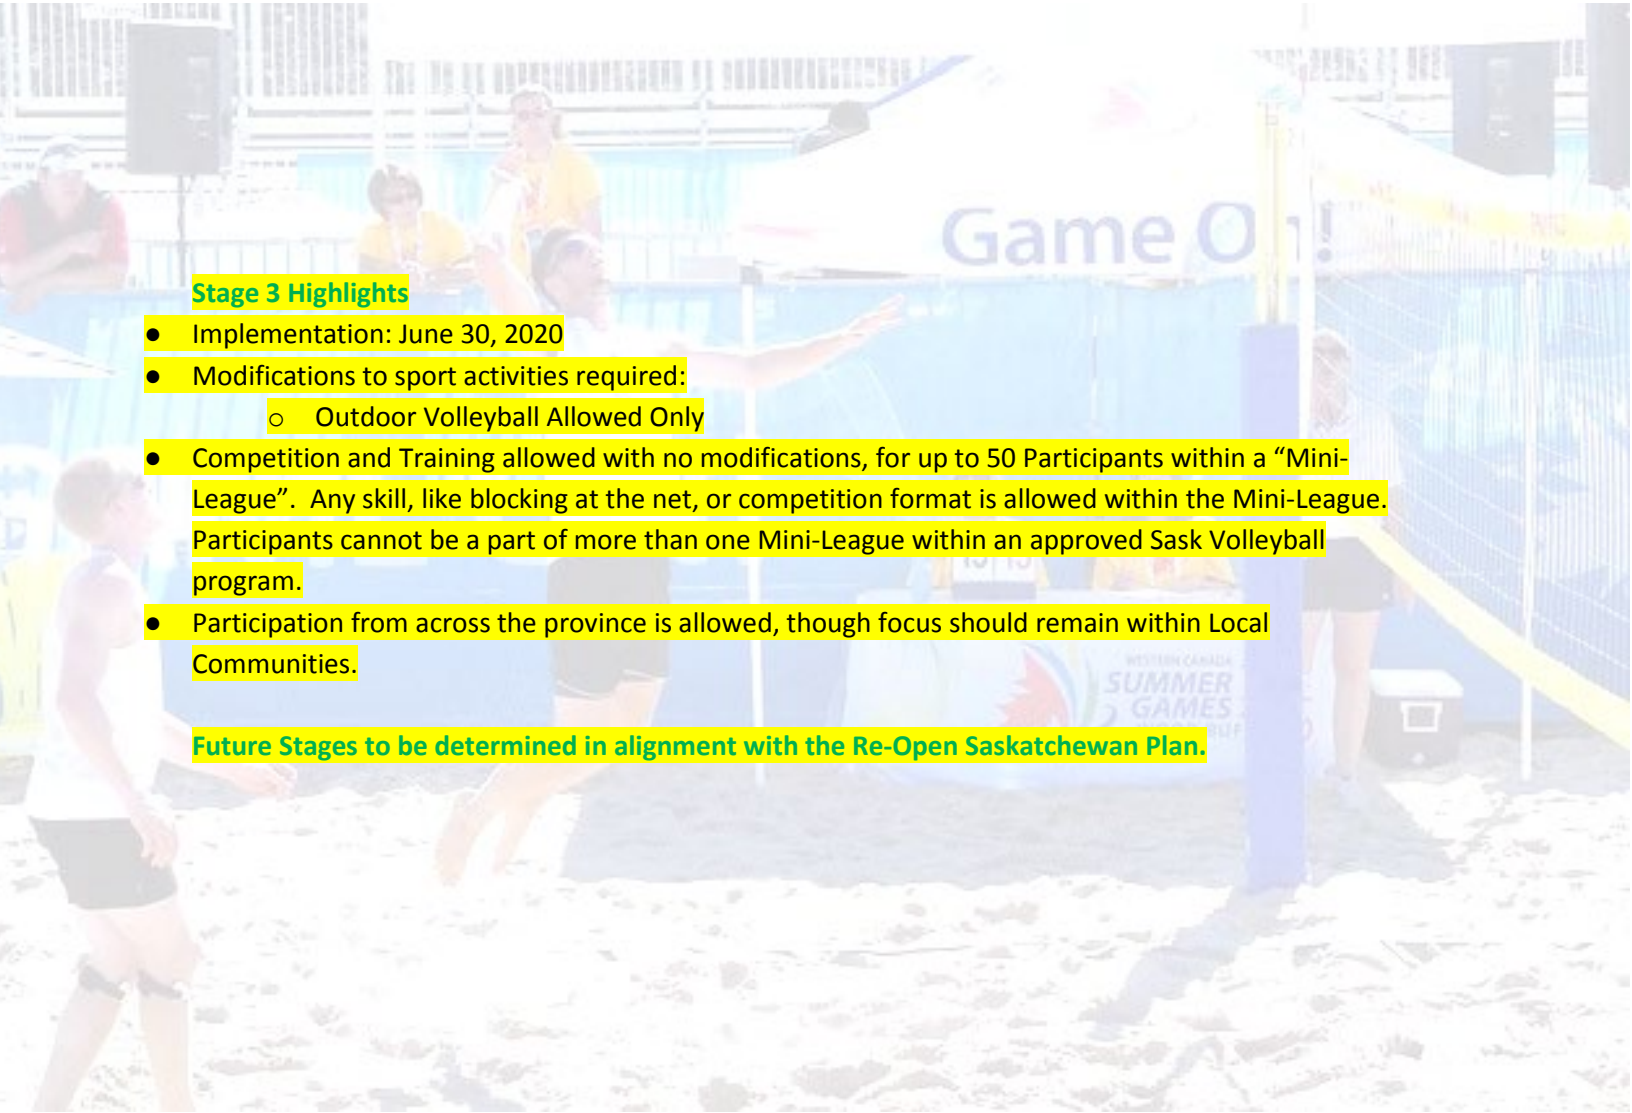 Game On!
Stage 3 Highlights
● Implementation: June 30, 2020
● Modifications to sport activities required:
o Outdoor Volleyball Allowed Only
● Competition and Training allowed with no modifications, for up to 50 Participants within a “Mini-
League”. Any skill, like blocking at the net, or competition format is allowed within the Mini-League.
Participants cannot be a part of more than one Mini-League within an approved Sask Volleyball
program.
● Participation from across the province is allowed, though focus should remain within Local
Communities.
WESTERN CANADA
SUMMER
GAMES
Future Stages to be determined in alignment with the Re-Open Saskatchewan Plan.